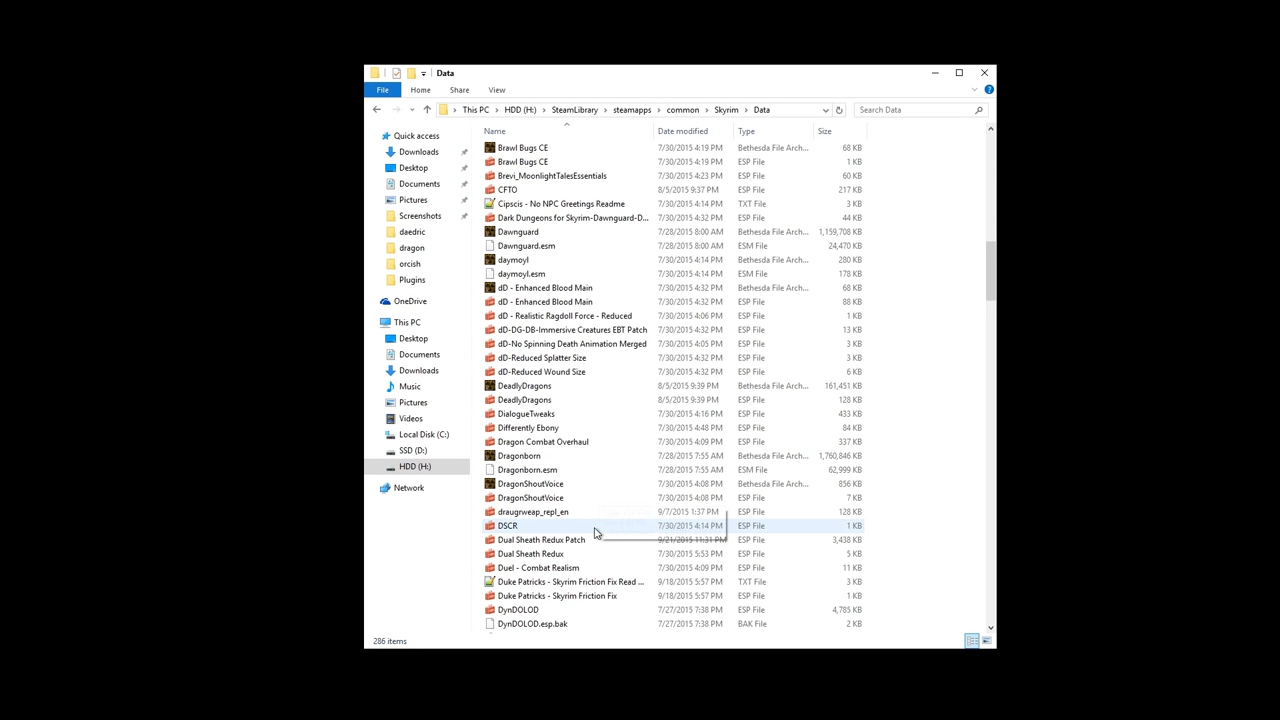 Data
File Home Share View
This PC HDD (H:) SteamLibrary steamapps common Skyrim Data Search Data
Name Date modified Type Size
Quick access
Downloads
Desktop
Documents
Pictures
Screenshots
daedric
dragon
orcish
Plugins
OneDrive
This PC
Desktop
Documents
Downloads
Music
Pictures
Videos
Local Disk (C:)
SSD (D:)
HDD (H:)
Network
Brawl Bugs CE 7/30/2015 4:19 PM Bethesda File Arch... 68 KB
Brawl Bugs CE 7/30/2015 4:19 PM ESP File 1 KB
Brevi_MoonlightTalesEssentials 7/30/2015 4:23 PM ESP File 60 KB
CFTO 8/5/2015 9:37 PM ESP File 217 KB
Cipscis - No NPC Greetings Readme 7/30/2015 4:14 PM TXT File 3 KB
Dark Dungeons for Skyrim-Dawnguard-D... 7/30/2015 4:32 PM ESP File 44 KB
Dawnguard 7/28/2015 8:00 AM Bethesda File Arch... 1,159,708 KB
Dawnguard.esm 7/28/2015 8:00 AM ESM File 24,470 KB
daymoyl 7/30/2015 4:14 PM Bethesda File Arch... 280 KB
daymoyl.esm 7/30/2015 4:14 PM ESM File 178 KB
dD - Enhanced Blood Main 7/30/2015 4:32 PM Bethesda File Arch... 68 KB
dD - Enhanced Blood Main 7/30/2015 4:32 PM ESP File 88 KB
dD - Realistic Ragdoll Force - Reduced 7/30/2015 4:06 PM ESP File 1 KB
dD-DG-DB-Immersive Creatures EBT Patch 7/30/2015 4:32 PM ESP File 13 KB
dD-No Spinning Death Animation Merged 7/30/2015 4:05 PM ESP File 3 KB
dD-Reduced Splatter Size 7/30/2015 4:32 PM ESP File 3 KB
dD-Reduced Wound Size 7/30/2015 4:32 PM ESP File 6 KB
DeadlyDragons 8/5/2015 9:39 PM Bethesda File Arch... 161,451 KB
DeadlyDragons 8/5/2015 9:39 PM ESP File 128 KB
DialogueTweaks 7/30/2015 4:16 PM ESP File 433 KB
Differently Ebony 7/30/2015 4:48 PM ESP File 84 KB
Dragon Combat Overhaul 7/30/2015 4:09 PM ESP File 337 KB
Dragonborn 7/28/2015 7:55 AM Bethesda File Arch... 1,760,846 KB
Dragonborn.esm 7/28/2015 7:55 AM ESM File 62,999 KB
DragonShoutVoice 7/30/2015 4:08 PM Bethesda File Arch... 856 KB
DragonShoutVoice 7/30/2015 4:08 PM ESP File 7 KB
draugrweap_repl_en 9/7/2015 1:37 PM ESP File 128 KB
DSCR 7/30/2015 4:14 PM ESP File 1 KB
Dual Sheath Redux Patch 9/21/2015 11:31 PM ESP File 3,438 KB
Dual Sheath Redux 7/30/2015 5:53 PM ESP File 5 KB
Duel - Combat Realism 7/30/2015 4:09 PM ESP File 11 KB
Duke Patricks - Skyrim Friction Fix Read ... 9/18/2015 5:57 PM TXT File 3 KB
Duke Patricks - Skyrim Friction Fix 9/18/2015 5:57 PM ESP File 1 KB
DynDOLOD 7/27/2015 7:38 PM ESP File 4,785 KB
DynDOLOD.esp.bak 7/27/2015 7:38 PM BAK File 2 KB
286 items